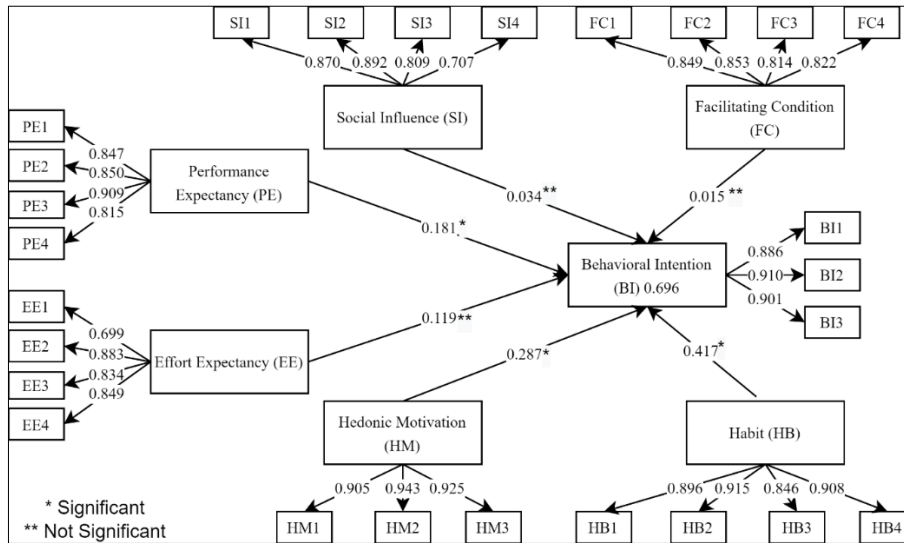 SI1
SI2
SI3
SI4
FC1
FC2
FC3
FC4
0.870
0.892
0.809
0.707
0.849
0.853
0.814
0.822
Social Influence (SI)
Facilitating Condition
(FC)
PE1
PE2
PE3
PE4
0.847
0.850
0.909
0.815
Performance
Expectancy (PE)
0.034**
0.015 **
0.181*
Behavioral Intention
(BI) 0.696
0.886
0.910
0.901
BI1
BI2
BI3
EE1
EE2
EE3
EE4
0.699
0.883
0.834
0.849
Effort Expectancy (EE)
0.119**
0.287*
0.417*
Hedonic Motivation
(HM)
Habit (HB)
0.905
0.943
0.925
0.896
0.915
0.846
0.908
HM1
HM2
HM3
HB1
HB2
HB3
HB4
* Significant
** Not Significant